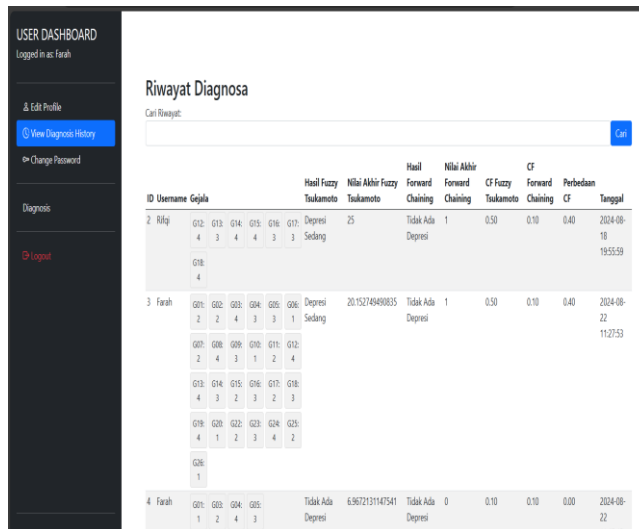 USER DASHBOARD
Logged in as: Farah
Edit Profile
View Diagnosis History
Change Password
Diagnosis
Logout
Riwayat Diagnosa
Cari Riwayat:
Cari
ID Username Gejala Hasil Fuzzy Tsukamoto Nilai Akhir Fuzzy Tsukamoto Hasil Forward Chaining Nilai Akhir Forward Chaining CF Fuzzy Tsukamoto CF Forward Chaining Perbedaan CF Tanggal
2 Rifqi G12: 4 G13: 3 G14: 4 G15: 4 G16: 3 G17: 3 Depresi Sedang 25 Tidak Ada Depresi 1 0.50 0.10 0.40 2024-08-18 19:55:59
G18: 4
3 Farah G01: 2 G02: 2 G03: 4 G04: 3 G05: 3 G06: 1 Depresi Sedang 20.152749490835 Tidak Ada Depresi 1 0.50 0.10 0.40 2024-08-22 11:27:53
G07: 2 G08: 4 G09: 3 G10: 1 G11: 2 G12: 4
G13: 4 G14: 3 G15: 2 G16: 3 G17: 2 G18: 3
G19: 4 G20: 1 G22: 2 G23: 3 G24: 4 G25: 2
G26: 1
4 Farah G01: 1 G03: 2 G04: 4 G05: 3 Tidak Ada Depresi 6.9672131147541 Tidak Ada Depresi 0 0.10 0.10 0.00 2024-08-22